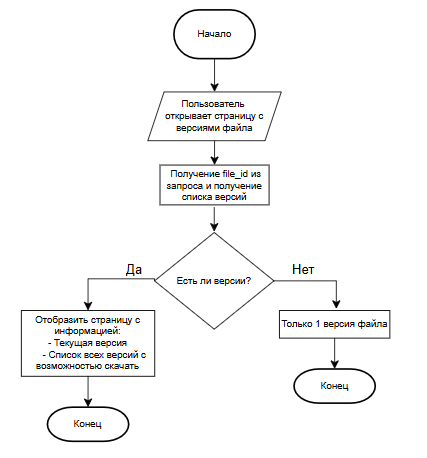 Начало
Пользователь
открывает страницу с
версиями файла
Получение file_id из
запроса и получение
списка версий
Есть ли версии?
Да
Нет
Отобразить страницу с
информацией:
- Текущая версия
- Список всех версий с
возможностью скачать
Только 1 версия файла
Конец
Конец